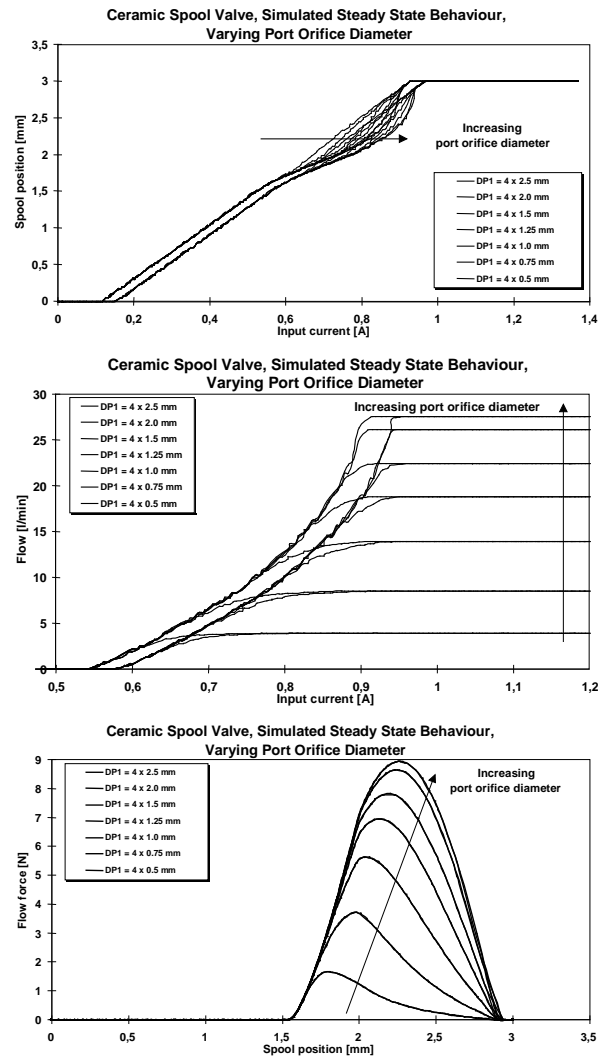 Ceramic Spool Valve, Simulated Steady State Behaviour,
Varying Port Orifice Diameter
3,5
3
2,5
2
1,5
1
0,5
0
Spool position [mm]
Increasing
port orifice diameter
DP1 = 4 x 2.5 mm
DP1 = 4 x 2.0 mm
DP1 = 4 x 1.5 mm
DP1 = 4 x 1.25 mm
DP1 = 4 x 1.0 mm
DP1 = 4 x 0.75 mm
DP1 = 4 x 0.5 mm
0 0,2 0,4 0,6 0,8 1 1,2 1,4
Input current [A]
Ceramic Spool Valve, Simulated Steady State Behaviour,
Varying Port Orifice Diameter
30
25
20
15
10
5
0
Flow [l/min]
DP1 = 4 x 2.5 mm
DP1 = 4 x 2.0 mm
DP1 = 4 x 1.5 mm
DP1 = 4 x 1.25 mm
DP1 = 4 x 1.0 mm
DP1 = 4 x 0.75 mm
DP1 = 4 x 0.5 mm
Increasing port orifice diameter
0,5 0,6 0,7 0,8 0,9 1 1,1 1,2
Input current [A]
Ceramic Spool Valve, Simulated Steady State Behaviour,
Varying Port Orifice Diameter
9
8
7
6
5
4
3
2
1
0
Flow force [N]
DP1 = 4 x 2.5 mm
DP1 = 4 x 2.0 mm
DP1 = 4 x 1.5 mm
DP1 = 4 x 1.25 mm
DP1 = 4 x 1.0 mm
DP1 = 4 x 0.75 mm
DP1 = 4 x 0.5 mm
Increasing
port orifice diameter
0 0,5 1 1,5 2 2,5 3 3,5
Spool position [mm]